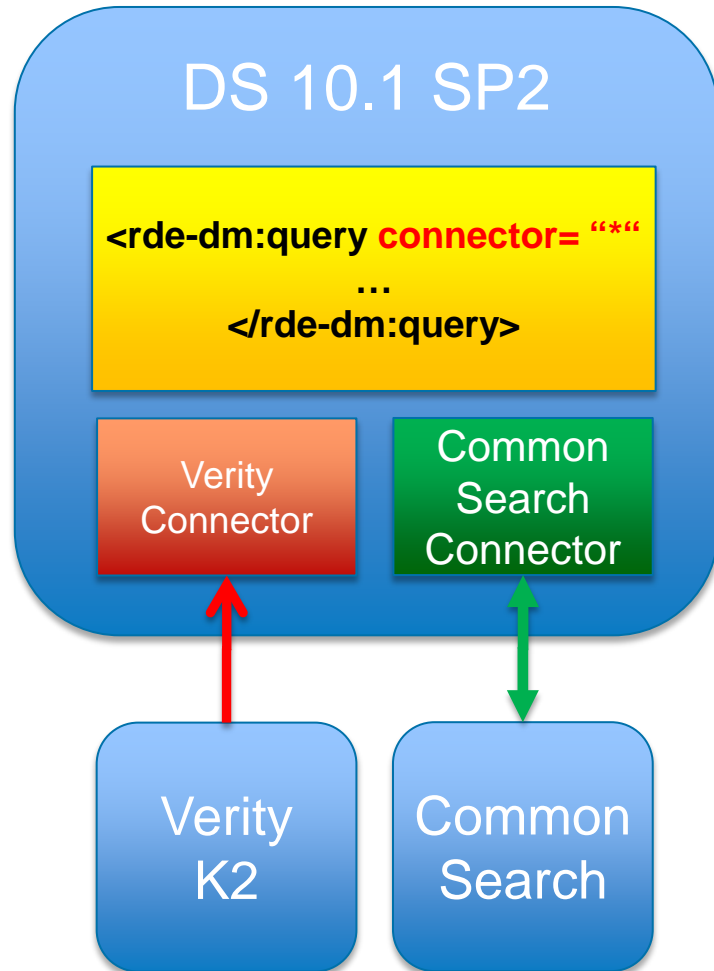 DS 10.1 SP2
<rde-dm:query connector= “*“
…
</rde-dm:query>
Verity
Connector
Common
Search
Connector
Verity
K2
Common
Search